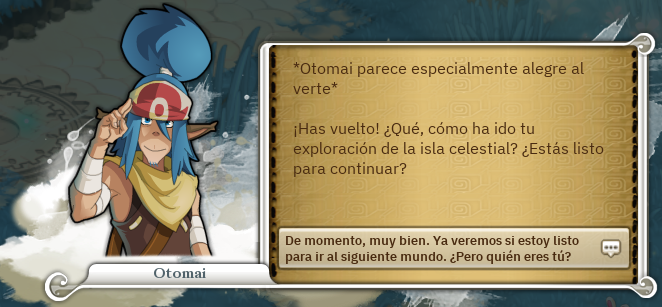 *Otomai parece especialmente alegre al
verte*
¡Has vuelto! ¿Qué, cómo ha ido tu
exploración de la isla celestial? ¿Estás listo
para continuar?
De momento, muy bien. Ya veremos si estoy listo
para ir al siguiente mundo. ¿Pero quién eres tú?
Otomai